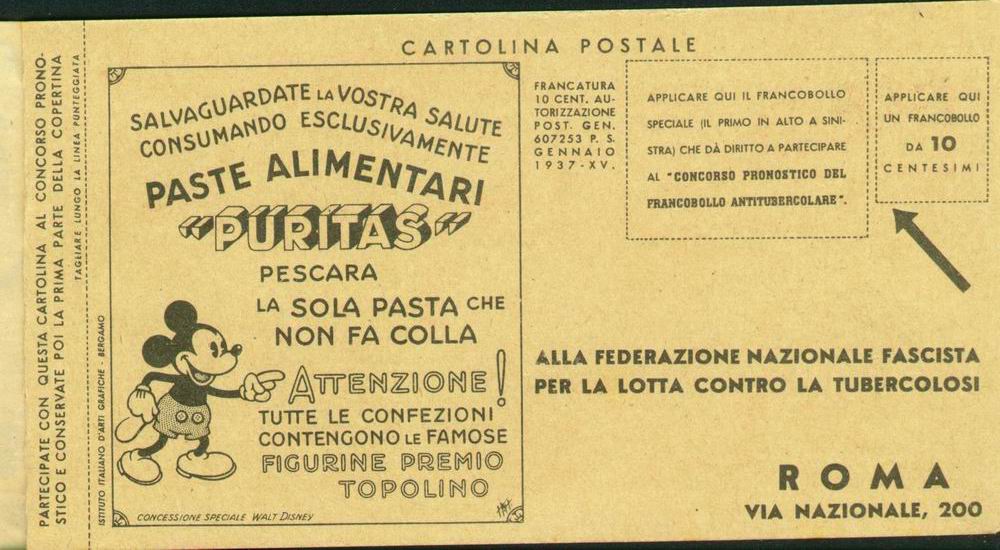 PARTECIPATE CON QUESTA CARTOLINA AL CONCORSO PRONO-
STICO E CONSERVATE POI LA PRIMA PARTE DELLA COPERTINA
TAGLIARE LUNGO LA LINEA PUNTEGGIATA
ISTITUTO ITALIANO D'ARTI GRAFICHE - BERGAMO
CARTOLINA POSTALE
SALVAGUARDATE LA VOSTRA SALUTE
CONSUMANDO ESCLUSIVAMENTE
PASTE ALIMENTARI
"PURITAS"
PESCARA
LA SOLA PASTA CHE
NON FA COLLA
ATTENZIONE!
TUTTE LE CONFEZIONI
CONTENGONO LE FAMOSE
FIGURINE PREMIO
TOPOLINO
CONCESSIONE SPECIALE WALT DISNEY
FRANCATURA
10 CENT. AU-
TORIZZAZIONE
POST. GEN.
607253 P. S.
GENNAIO
1937-XV.
APPLICARE QUI IL FRANCOBOLLO
SPECIALE (IL PRIMO IN ALTO A SINI-
STRA) CHE DÀ DIRITTO A PARTECIPARE
AL "CONCORSO PRONOSTICO DEL
FRANCOBOLLO ANTITUBERCOLARE".
APPLICARE QUI
UN FRANCOBOLLO
DA 10
CENTESIMI
ALLA FEDERAZIONE NAZIONALE FASCISTA
PER LA LOTTA CONTRO LA TUBERCOLOSI
ROMA
VIA NAZIONALE, 200